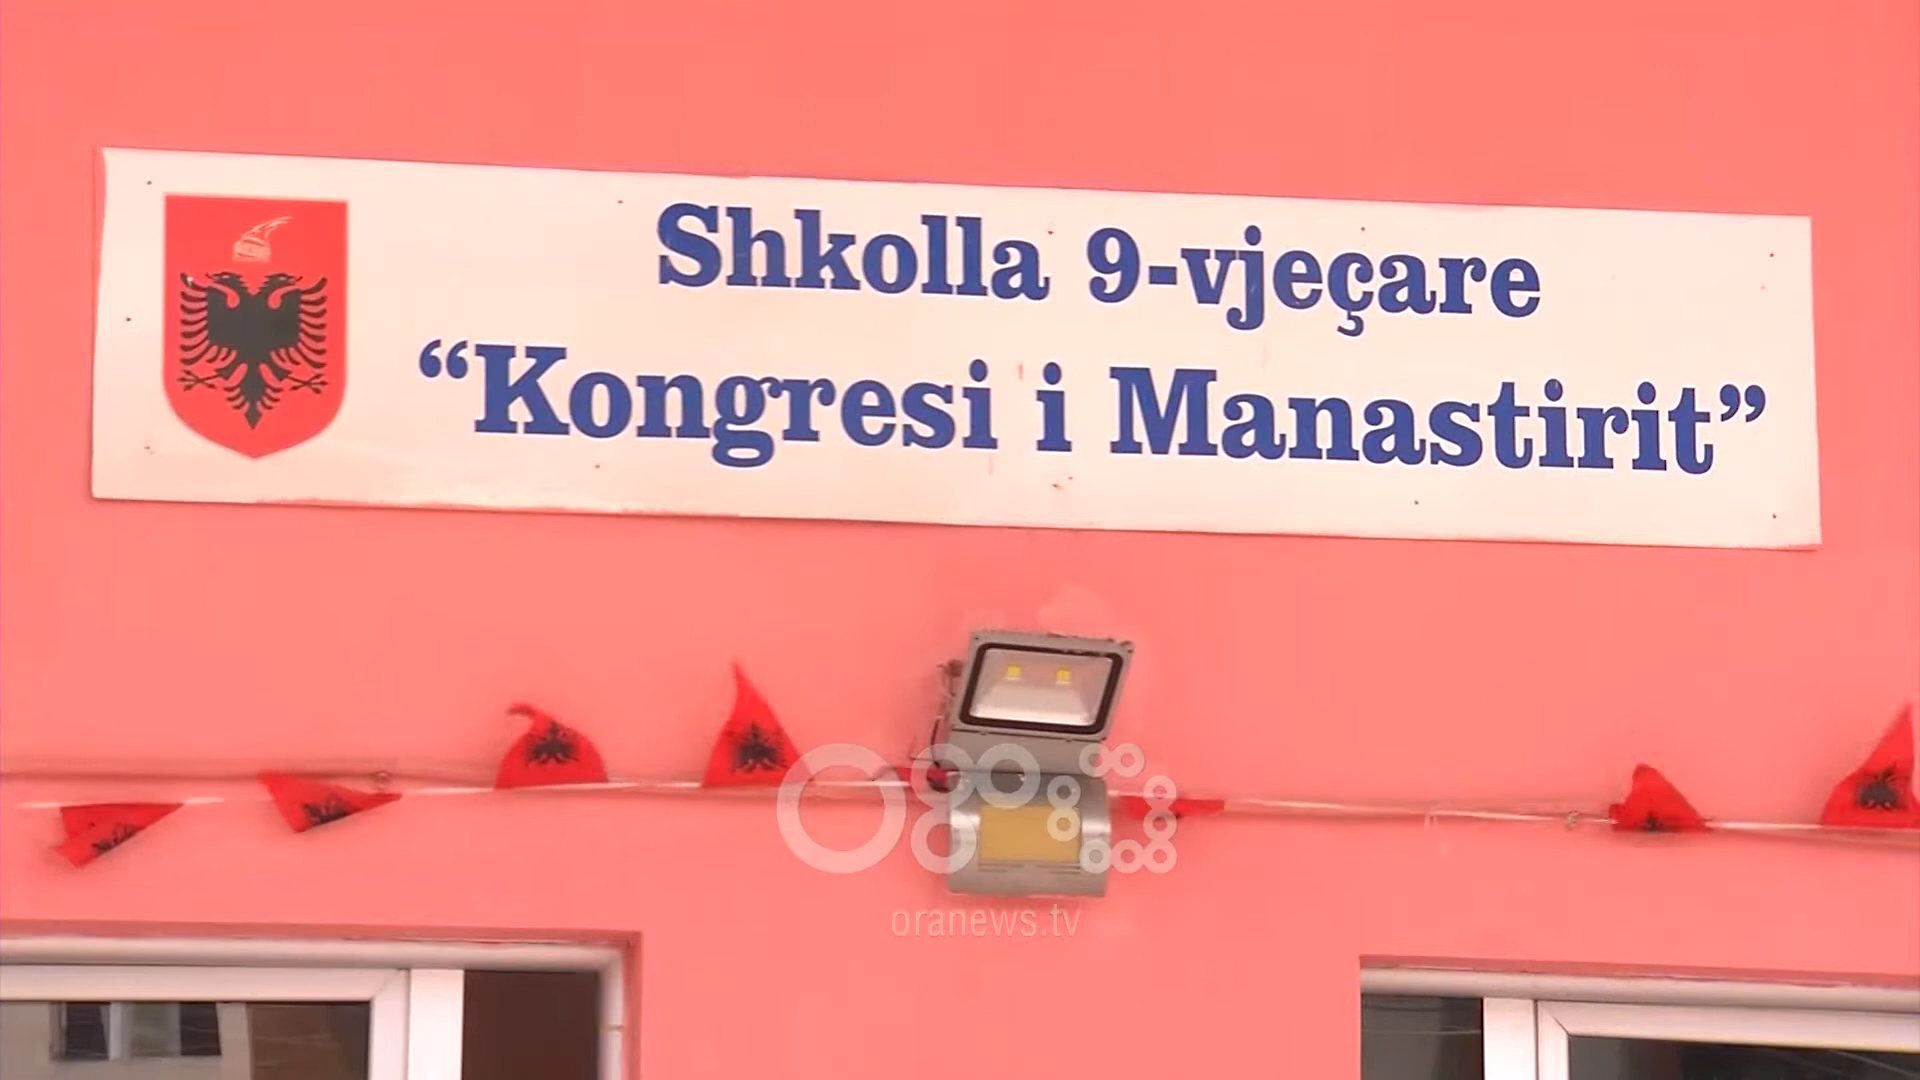 Shkolla 9-vjeçare
“Kongresi i Manastirit”
oranews.tv